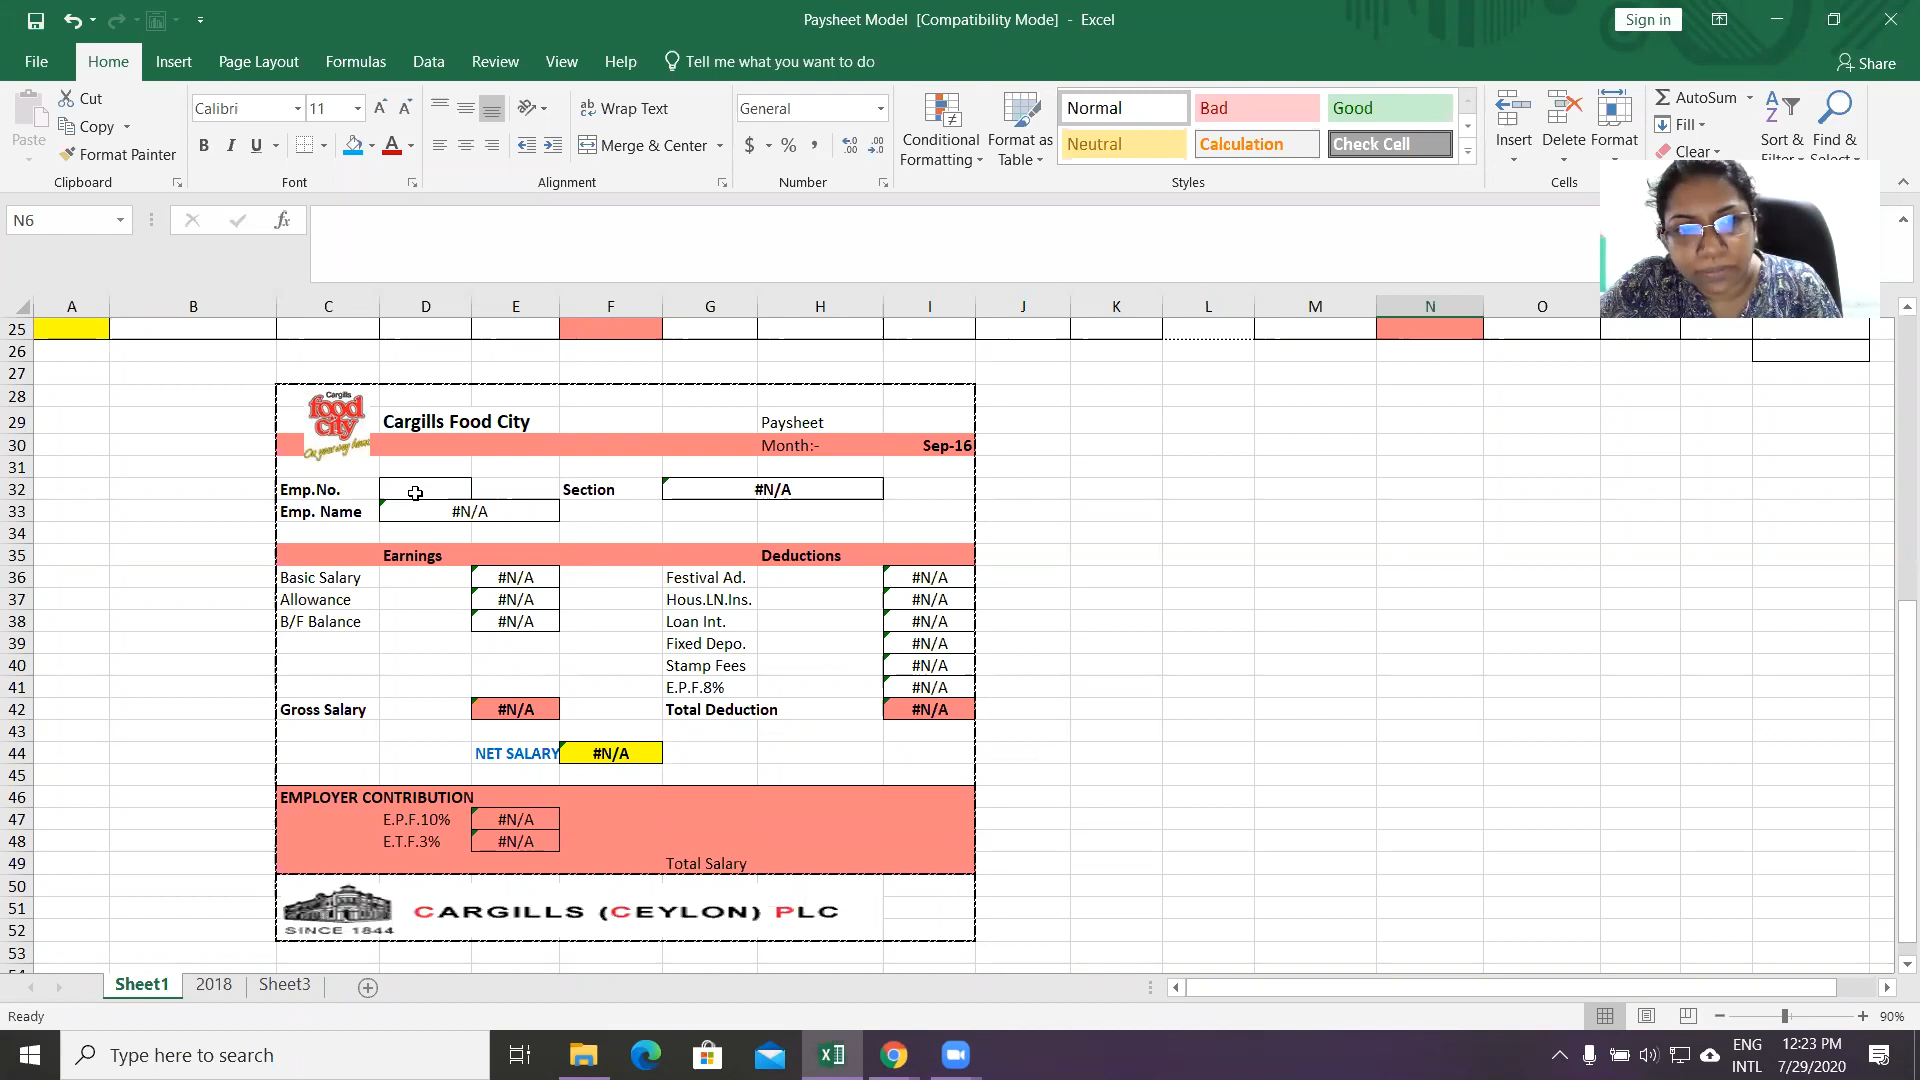 Paysheet Model [Compatibility Mode] - Excel
Sign in
File Home Insert Page Layout Formulas Data Review View Help Tell me what you want to do
Share
Paste
Cut
Copy
Format Painter
Clipboard
Calibri 11
B I U
Font
Wrap Text
Merge & Center
Alignment
General
$ % ,
Number
Conditional Formatting
Format as Table
Normal Bad Good
Neutral Calculation Check Cell
Styles
Insert Delete Format
Cells
AutoSum
Fill
Clear
Sort & Filter
Find & Select
N6
fx
A B C D E F G H I J K L M N O
25
26
27
28
29 Cargills Food City Paysheet
Cargills
food
city
On your way home
30 Month:- Sep-16
31
32 Emp.No. Section #N/A
33 Emp. Name #N/A
34
35 Earnings Deductions
36 Basic Salary #N/A Festival Ad. #N/A
37 Allowance #N/A Hous.LN.Ins. #N/A
38 B/F Balance #N/A Loan Int. #N/A
39 Fixed Depo. #N/A
40 Stamp Fees #N/A
41 E.P.F.8% #N/A
42 Gross Salary #N/A Total Deduction #N/A
43
44 NET SALARY #N/A
45
46 EMPLOYER CONTRIBUTION
47 E.P.F.10% #N/A
48 E.T.F.3% #N/A
49 Total Salary
50
51 CARGILLS (CEYLON) PLC
52 SINCE 1844
53
Sheet1 2018 Sheet3
Ready
90%
Type here to search
ENG
INTL
12:23 PM
7/29/2020